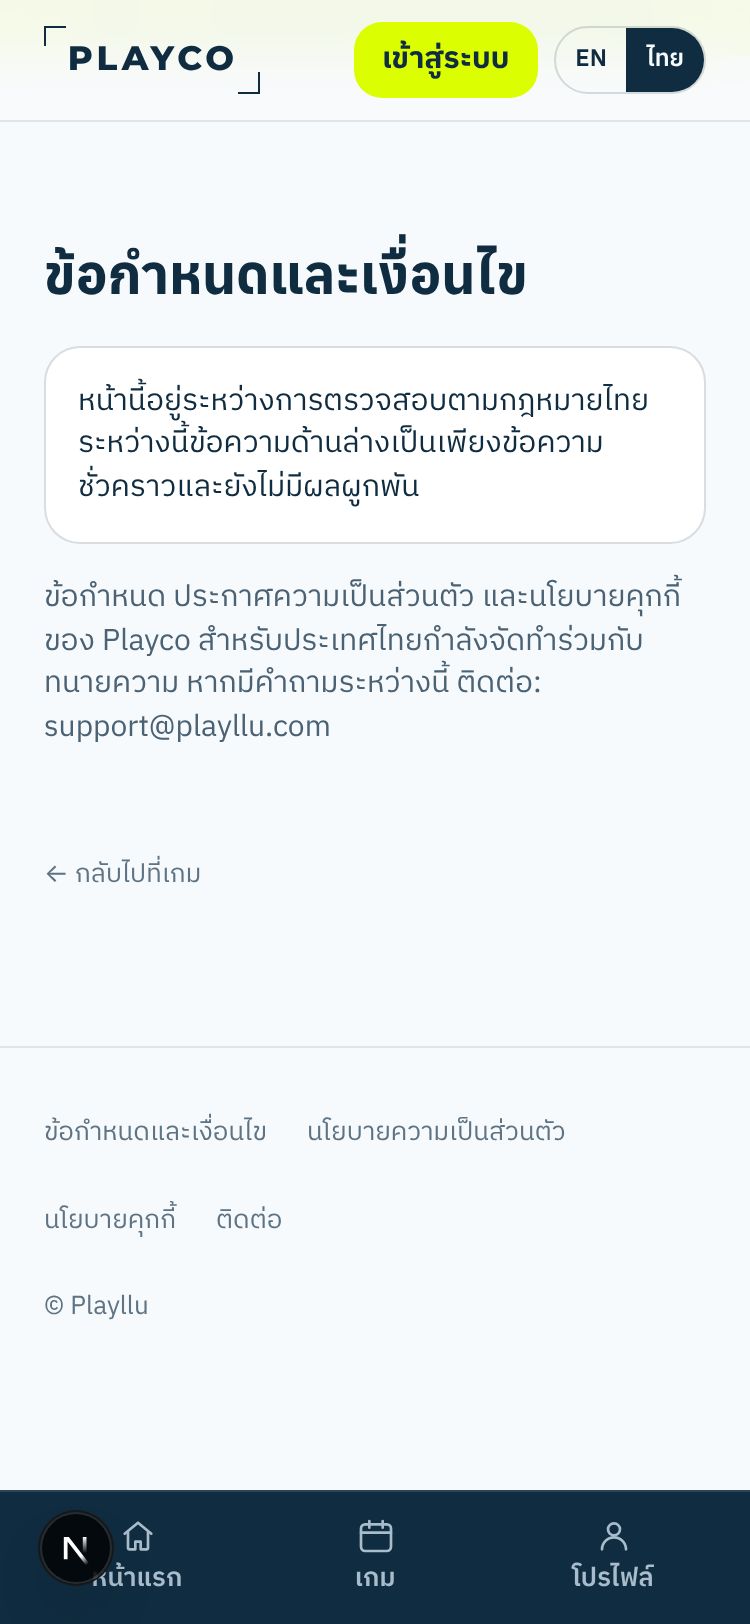 PLAYCO
เข้าสู่ระบบ
EN
ไทย
ข้อกำหนดและเงื่อนไข
หน้านี้อยู่ระหว่างการตรวจสอบตามกฎหมายไทย
ระหว่างนี้ข้อความด้านล่างเป็นเพียงข้อความ
ชั่วคราวและยังไม่มีผลผูกพัน
ข้อกำหนด ประกาศความเป็นส่วนตัว และนโยบายคุกกี้
ของ Playco สำหรับประเทศไทยกำลังจัดทำร่วมกับ
ทนายความ หากมีคำถามระหว่างนี้ ติดต่อ:
support@playllu.com
← กลับไปที่เกม
ข้อกำหนดและเงื่อนไข นโยบายความเป็นส่วนตัว
นโยบายคุกกี้ ติดต่อ
© Playllu
N
หน้าแรก
เกม
โปรไฟล์